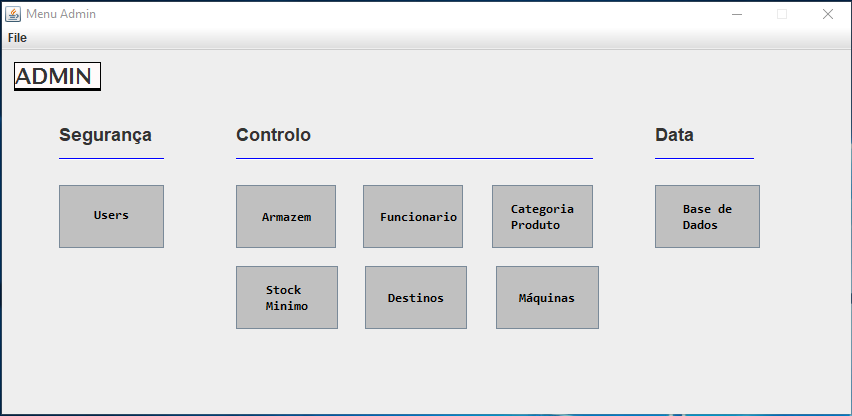 Menu Admin
File
ADMIN
Segurança
Controlo
Data
Users
Armazem
Funcionario
Categoria
Produto
Base de
Dados
Stock
Minimo
Destinos
Máquinas